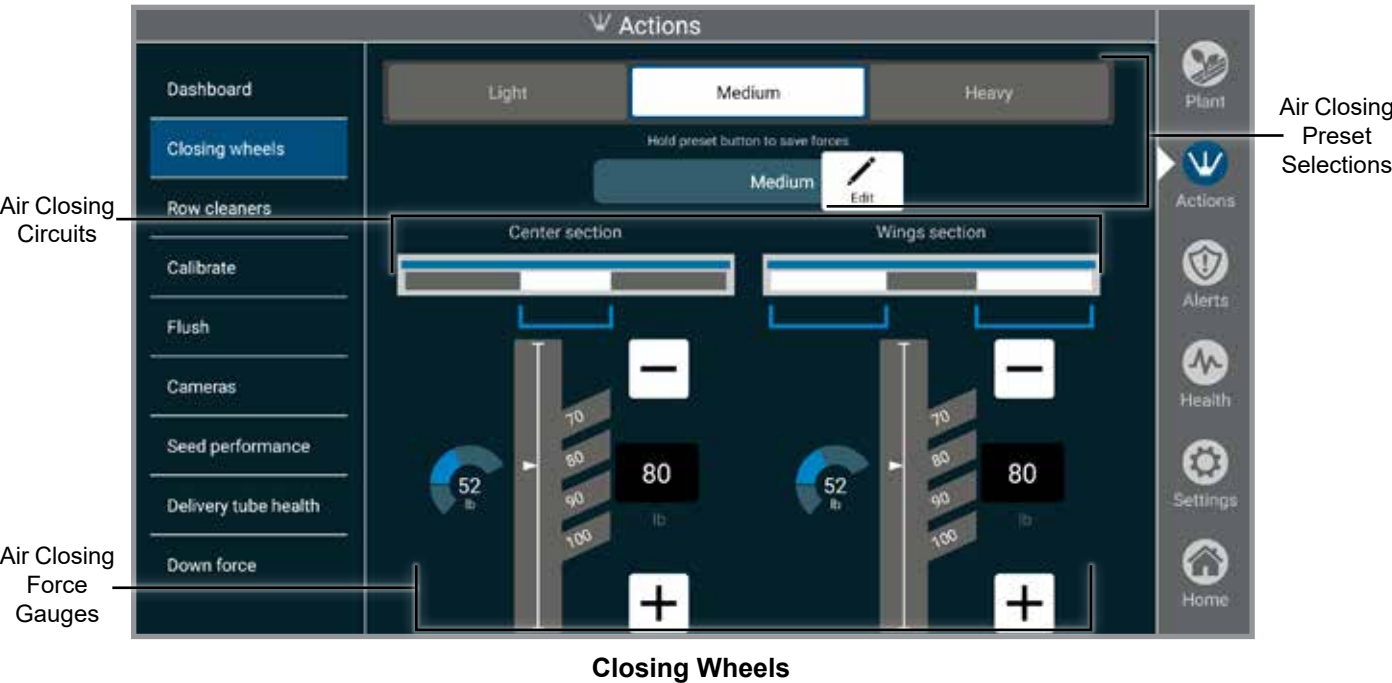 Actions
Dashboard
Closing wheels
Row cleaners
Calibrate
Flush
Cameras
Seed performance
Delivery tube health
Down force
Light
Medium
Heavy
Hold preset button to save forces
Medium
Edit
Center section
Wings section
70
80
90
100
52
lb
80
lb
70
80
90
100
52
lb
80
lb
Plant
Actions
Alerts
Health
Settings
Home
Air Closing
Preset
Selections
Air Closing
Circuits
Air Closing
Force
Gauges
Closing Wheels